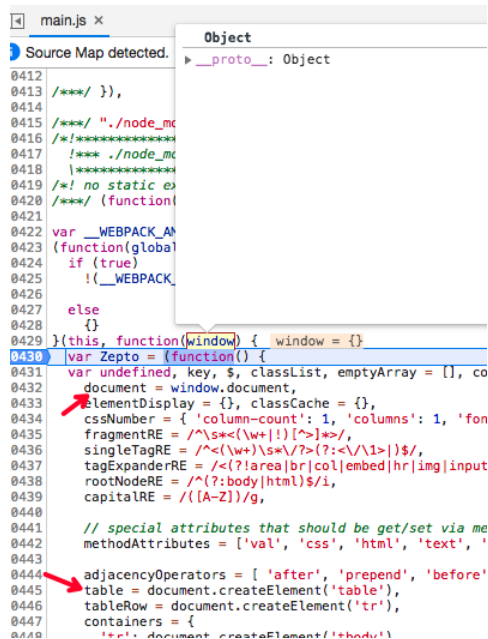 main.js ×
Source Map detected.
Object
__proto__: Object
0412
0413 /***/ }),
0414
0415 /***/ "./node_mo
0416 /*!*************
0417 !*** ./node_mo
0418 \*************
0419 /*! no static ex
0420 /***/ (function(
0421
0422 var __WEBPACK_AM
0423 (function(global
0424 if (true)
0425 !(__WEBPACK_
0426
0427 else
0428 {}
0429 }(this, function(window) { window = {}
0430 var Zepto = (function() {
0431 var undefined, key, $, classList, emptyArray = [], co
0432 document = window.document,
0433 elementDisplay = {}, classCache = {},
0434 cssNumber = { 'column-count': 1, 'columns': 1, 'fon
0435 fragmentRE = /^\s*<(\w+|!)[^>]*>/,
0436 singleTagRE = /^<(\w+)\s*\/?>(?:<\/\1>|)$/,
0437 tagExpanderRE = /<(?!area|br|col|embed|hr|img|input
0438 rootNodeRE = /^(?:body|html)$/i,
0439 capitalRE = /([A-Z])/g,
0440
0441 // special attributes that should be get/set via me
0442 methodAttributes = ['val', 'css', 'html', 'text', '
0443
0444 adjacencyOperators = [ 'after', 'prepend', 'before'
0445 table = document.createElement('table'),
0446 tableRow = document.createElement('tr'),
0447 containers = {
0448 'tr': document.createElement('tbody')